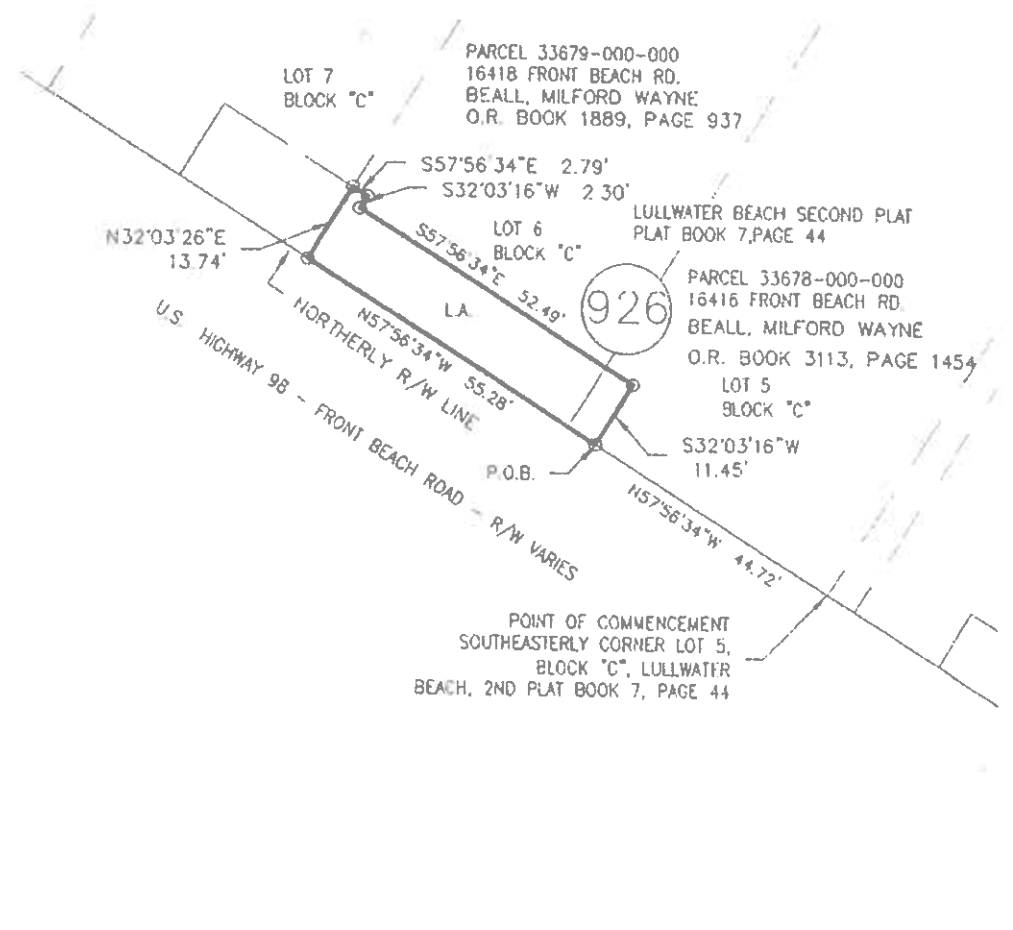 PARCEL 33679-000-000
16418 FRONT BEACH RD.
BEALL, MILFORD WAYNE
O.R. BOOK 1889, PAGE 937
LOT 7
BLOCK "C"
S57°56'34"E 2.79'
S32°03'16"W 2.30'
LOT 6
BLOCK "C"
LULLWATER BEACH SECOND PLAT
PLAT BOOK 7,PAGE 44
N32°03'26"E
13.74'
S57°56'34"E 52.49'
926
PARCEL 33678-000-000
16416 FRONT BEACH RD.
BEALL, MILFORD WAYNE
O.R. BOOK 3113, PAGE 1454
L.A.
N57°56'34"W 55.28'
NORTHERLY R/W LINE
U.S. HIGHWAY 98 - FRONT BEACH ROAD - R/W VARIES
LOT 5
BLOCK "C"
S32°03'16"W
11.45'
P.O.B.
N57°56'34"W 44.72'
POINT OF COMMENCEMENT
SOUTHEASTERLY CORNER LOT 5,
BLOCK "C", LULLWATER
BEACH, 2ND PLAT BOOK 7, PAGE 44